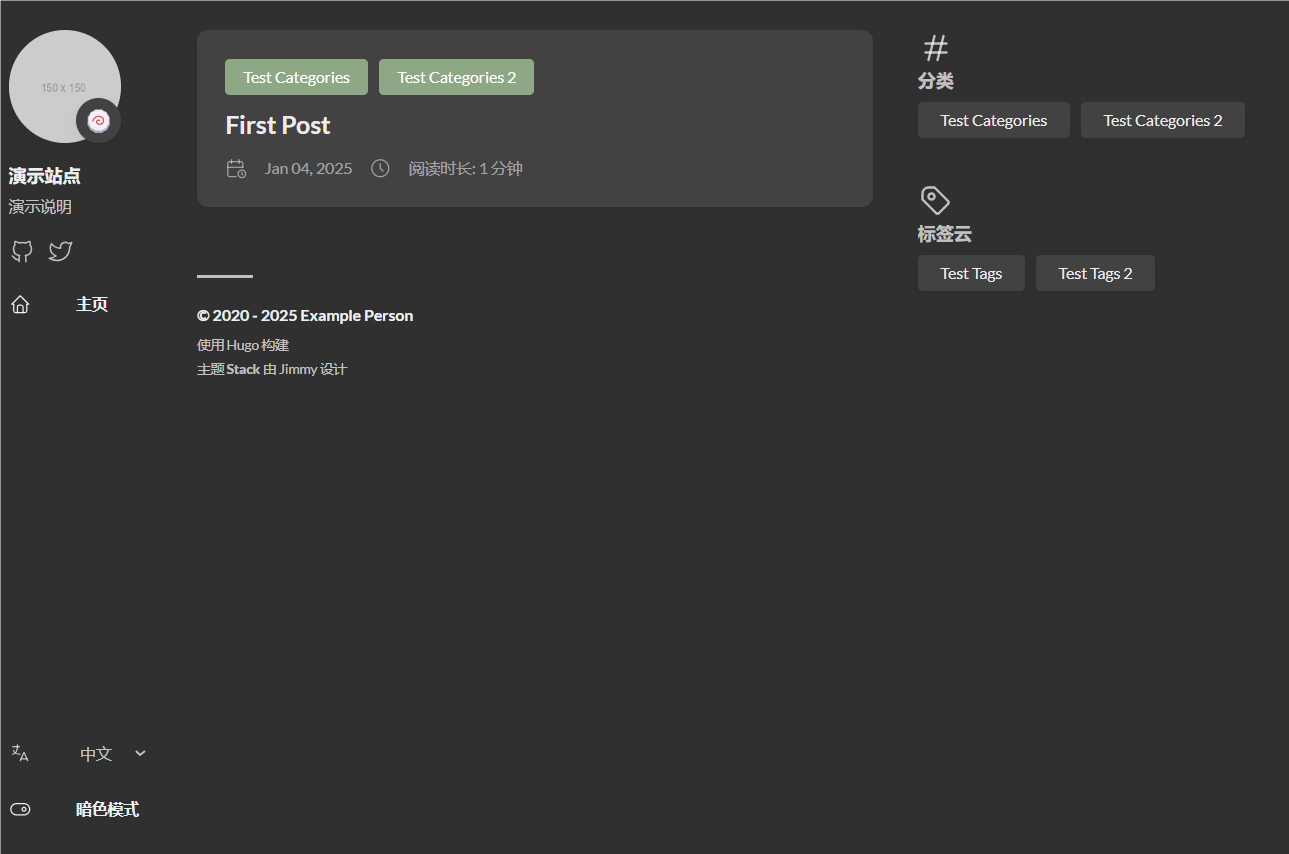 150 x 150
演示站点
演示说明
主页
中文
暗色模式
Test Categories Test Categories 2
First Post
Jan 04, 2025 阅读时长: 1 分钟
© 2020 - 2025 Example Person
使用 Hugo 构建
主题 Stack 由 Jimmy 设计
分类
Test Categories Test Categories 2
标签云
Test Tags Test Tags 2